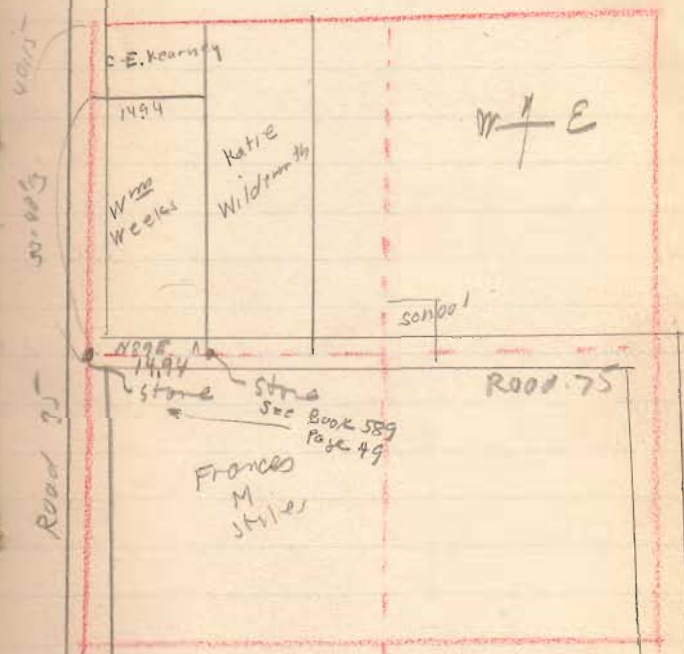 C-E. Kearney
1494
Wm
Weeks
Katie
Wildermuth
W N E
school
N89E
14.94
stone
stone
See Book 589
Page 49
Road .75
Road 75
Frances
M
Stiles